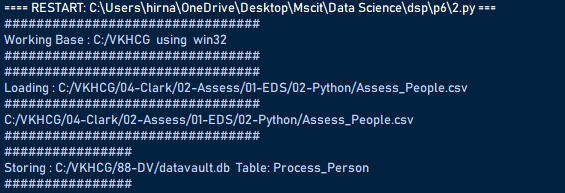 ==== RESTART: C:\Users\hirna\OneDrive\Desktop\Mscit\Data Science\dsp\p6\2.py ===
################################
Working Base : C:/VKHCG using win32
################################
################################
Loading : C:/VKHCG/04-Clark/02-Assess/01-EDS/02-Python/Assess_People.csv
################################
C:/VKHCG/04-Clark/02-Assess/01-EDS/02-Python/Assess_People.csv
################################
################
Storing : C:/VKHCG/88-DV/datavault.db Table: Process_Person
################